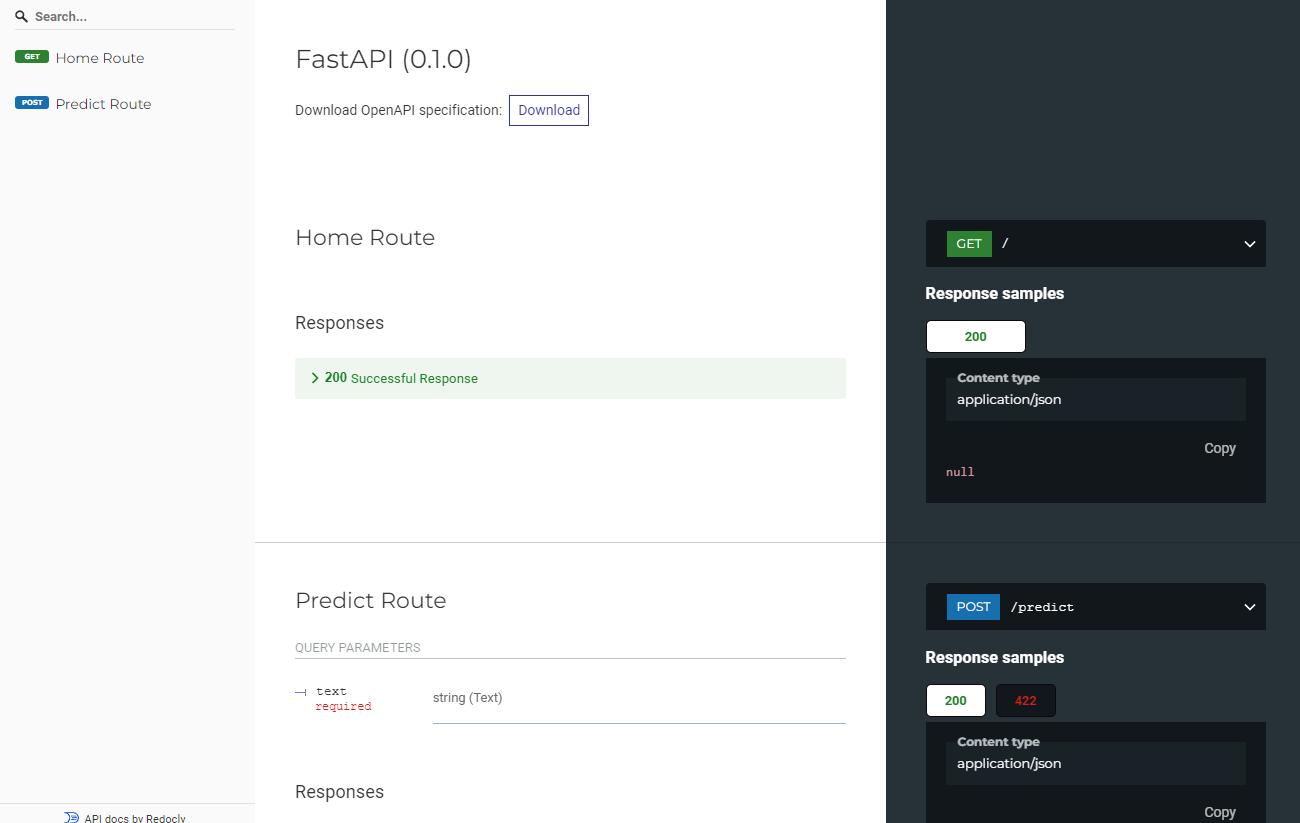 Search...
GET Home Route
POST Predict Route
API docs by Redocly
FastAPI (0.1.0)
Download OpenAPI specification: Download
Home Route
Responses
200 Successful Response
GET /
Response samples
200
Content type
application/json
Copy
null
Predict Route
QUERY PARAMETERS
text
required
string (Text)
Responses
POST /predict
Response samples
200 422
Content type
application/json
Copy